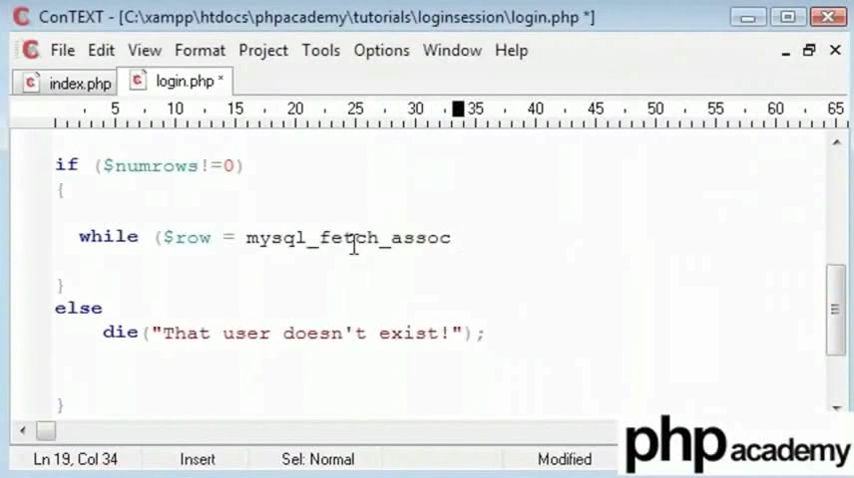 ConTEXT - [C:\xampp\htdocs\phpacademy\tutorials\loginsession\login.php *]
File Edit View Format Project Tools Options Window Help
index.php login.php *
5 10 15 20 25 30 35 40 45 50 55 60 65
if ($numrows!=0)
{
while ($row = mysql_fetch_assoc
}
else
die("That user doesn't exist!");
}
Ln 19, Col 34 Insert Sel: Normal Modified
php academy